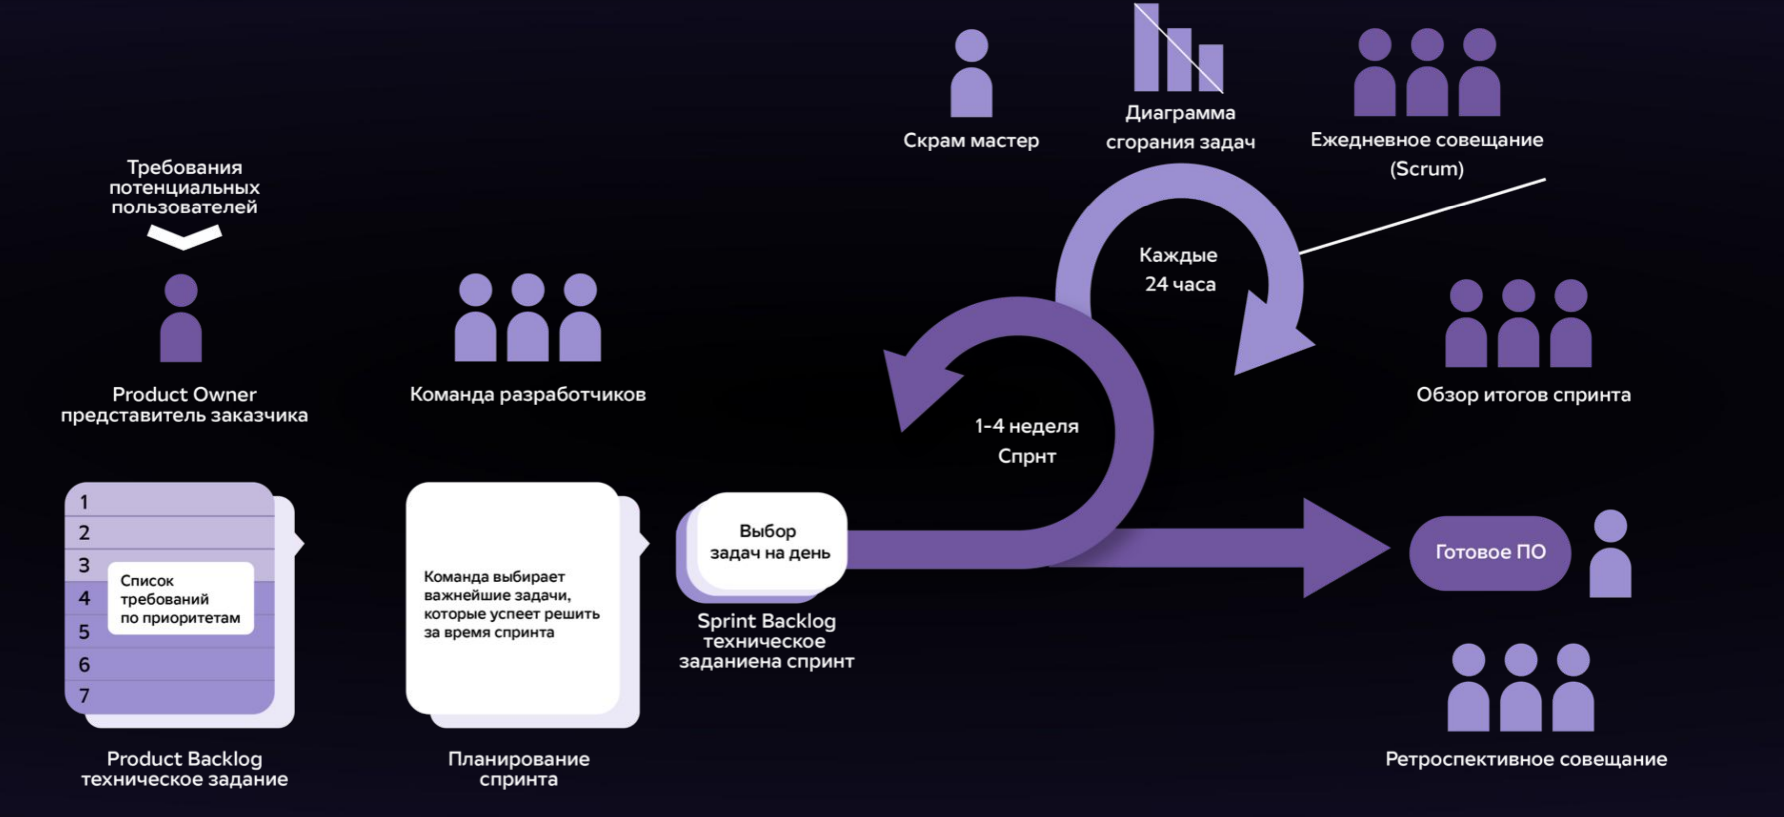 Требования
потенциальных
пользователей
Product Owner
представитель заказчика
1
2
3
4
5
6
7
Список
требований
по приоритетам
Product Backlog
техническое задание
Команда разработчиков
Команда выбирает
важнейшие задачи,
которые успеет решить
за время спринта
Планирование
спринта
Выбор
задач на день
Sprint Backlog
техническое
заданиена спринт
1-4 неделя
Спрнт
Каждые
24 часа
Скрам мастер
Диаграмма
сгорания задач
Ежедневное совещание
(Scrum)
Обзор итогов спринта
Готовое ПО
Ретроспективное совещание